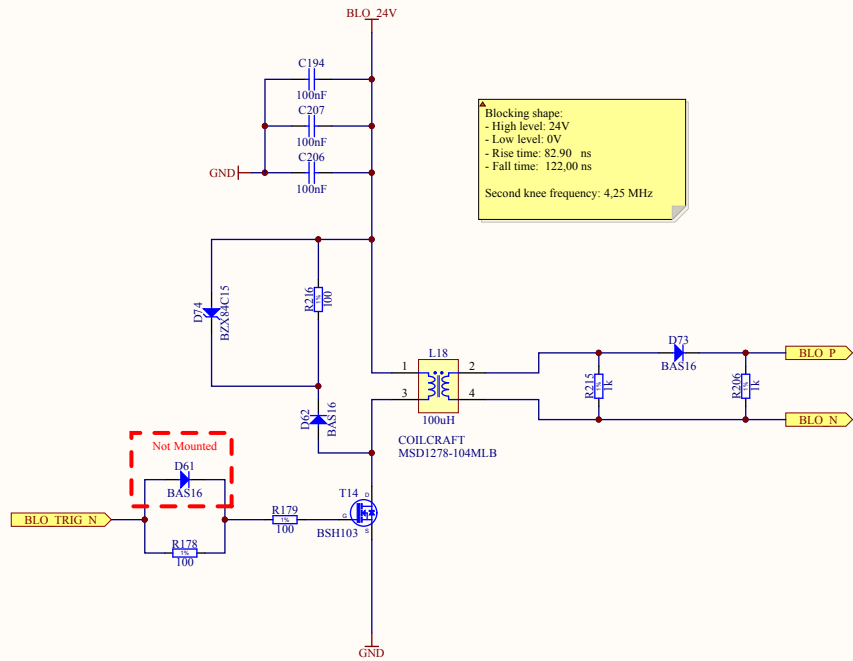 BLO_24V
C194
100nF
C207
100nF
C206
100nF
GND
Blocking shape:
- High level: 24V
- Low level: 0V
- Rise time: 82.90 ns
- Fall time: 122,00 ns
Second knee frequency: 4,25 MHz
D74
BZX84C15
R216
1%
100
L18
1
2
3
4
100uH
COILCRAFT
MSD1278-104MLB
D73
BAS16
BLO_P
R215
1%
1k
R206
1%
1k
BLO_N
D62
BAS16
Not Mounted
D61
BAS16
BLO_TRIG_N
R178
1%
100
R179
1%
100
T14
D
G
S
BSH103
GND